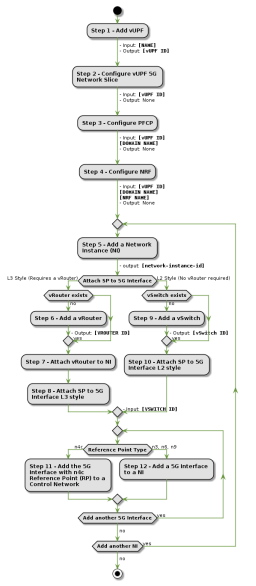 Step 1 - Add vUPF
- Input: [NAME]
- Output: [vUPF ID]
Step 2 - Configure vUPF 5G
Network Slice
- Input: [vUPF ID]
- Output: None
Step 3 - Configure PFCP
- Input: [vUPF ID]
[DOMAIN NAME]
- Output: None
Step 4 - Configure NRF
- Input: [vUPF ID]
[DOMAIN NAME]
[NRF NAME]
- Output: None
Step 5 - Add a Network
Instance (NI)
- output: [network-instance-id]
L3 Style (Requires a vRouter)
Attach SP to 5G Interface
L2 Style (No vRouter required)
vRouter exists
no
Step 6 - Add a vRouter
- Output: [VROUTER ID]
yes
Step 7 - Attach vRouter to NI
Step 8 - Attach SP to 5G
Interface L3 style
vSwitch exists
no
Step 9 - Add a vSwitch
- Output: [vSwitch ID]
yes
Step 10 - Attach SP to 5G
Interface L2 style
- input: [VSWITCH ID]
n4c
Reference Point Type
n3, n6, n9
Step 11 - Add the 5G
Interface with n4c
Reference Point (RP) to a
Control Network
Step 12 - Add a 5G Interface
to a NI
Add another 5G Interface
yes
no
Add another NI
yes
no